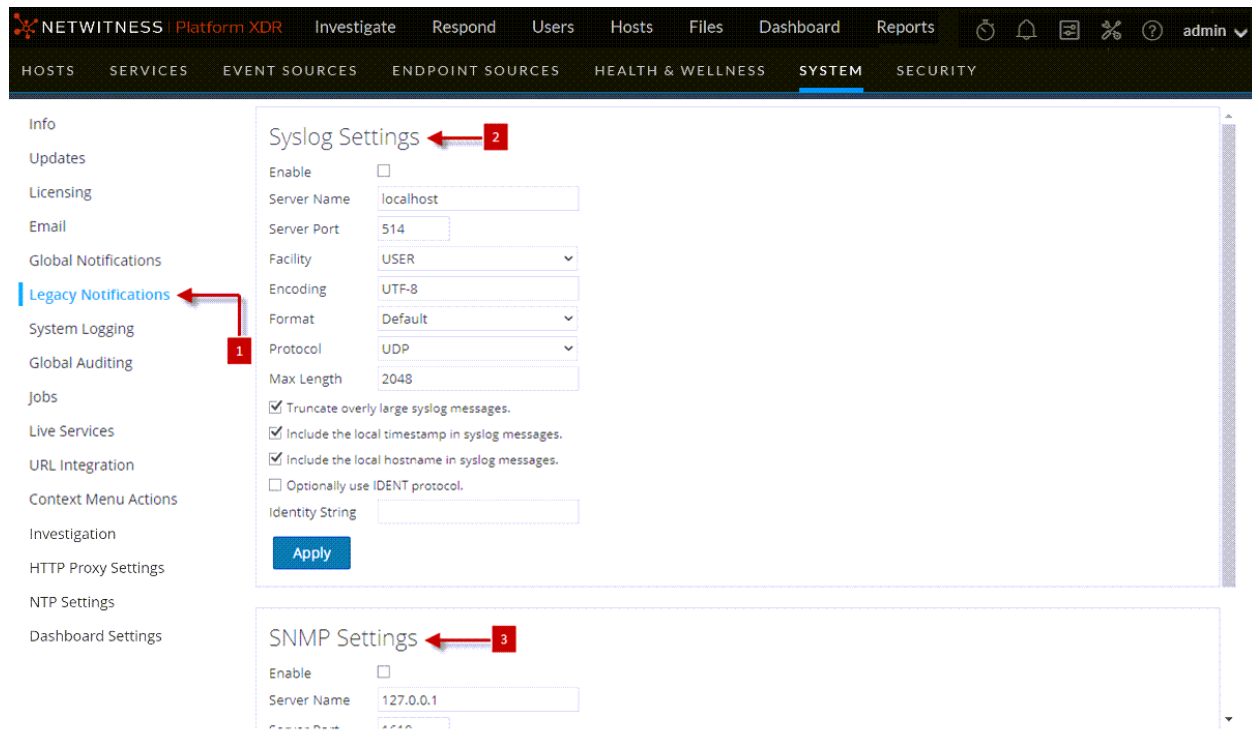 NETWITNESS | Platform XDR Investigate Respond Users Hosts Files Dashboard Reports admin
HOSTS SERVICES EVENT SOURCES ENDPOINT SOURCES HEALTH & WELLNESS SYSTEM SECURITY
Info
Updates
Licensing
Email
Global Notifications
Legacy Notifications
System Logging
Global Auditing
Jobs
Live Services
URL Integration
Context Menu Actions
Investigation
HTTP Proxy Settings
NTP Settings
Dashboard Settings
1
Syslog Settings 2
Enable
Server Name localhost
Server Port 514
Facility USER
Encoding UTF-8
Format Default
Protocol UDP
Max Length 2048
Truncate overly large syslog messages.
Include the local timestamp in syslog messages.
Include the local hostname in syslog messages.
Optionally use IDENT protocol.
Identity String
Apply
SNMP Settings 3
Enable
Server Name 127.0.0.1
Server Port